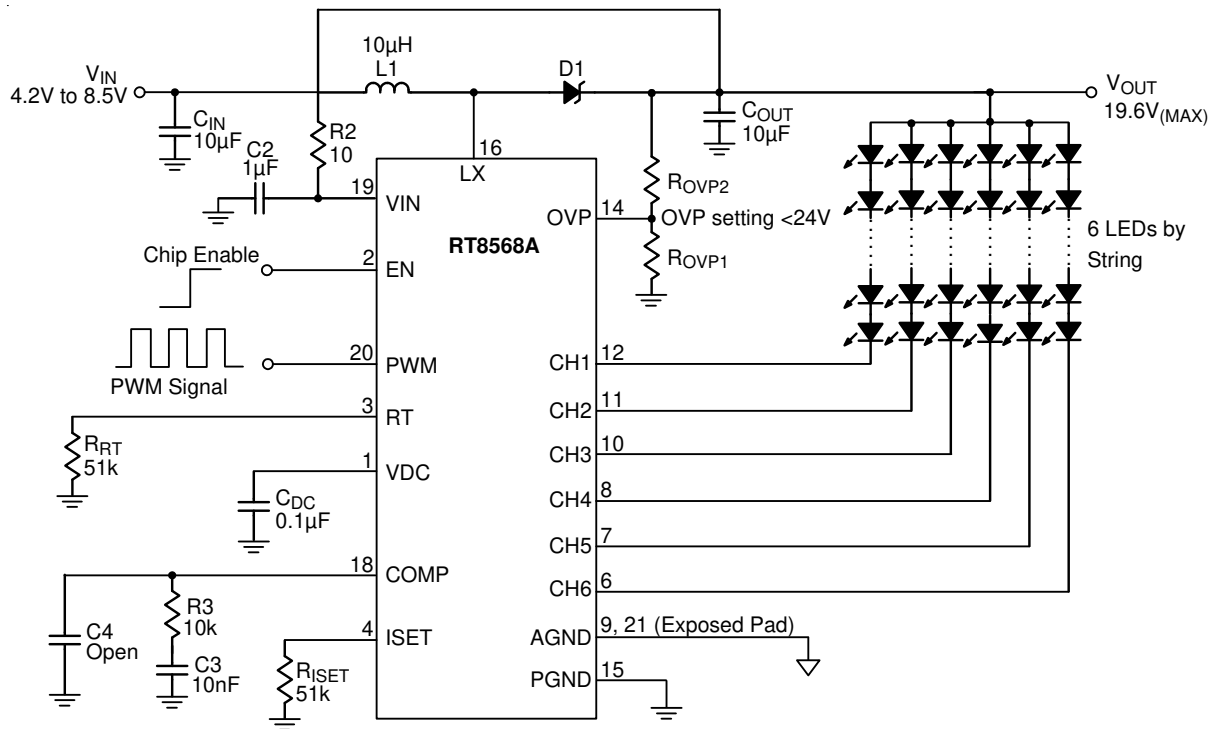 10µH
L1
D1
VIN
4.2V to 8.5V
VOUT
19.6V(MAX)
CIN
10µF
R2
10
COUT
10µF
C2
1µF
16
LX
ROVP2
19
VIN
OVP
14
OVP setting <24V
RT8568A
ROVP1
6 LEDs by
String
Chip Enable
2
EN
20
PWM
PWM Signal
CH1
12
3
RT
CH2
11
RRT
51k
CH3
10
1
VDC
CDC
0.1µF
CH4
8
CH5
7
18
COMP
CH6
6
R3
10k
C4
Open
C3
10nF
4
ISET
RISET
51k
AGND
9, 21 (Exposed Pad)
PGND
15